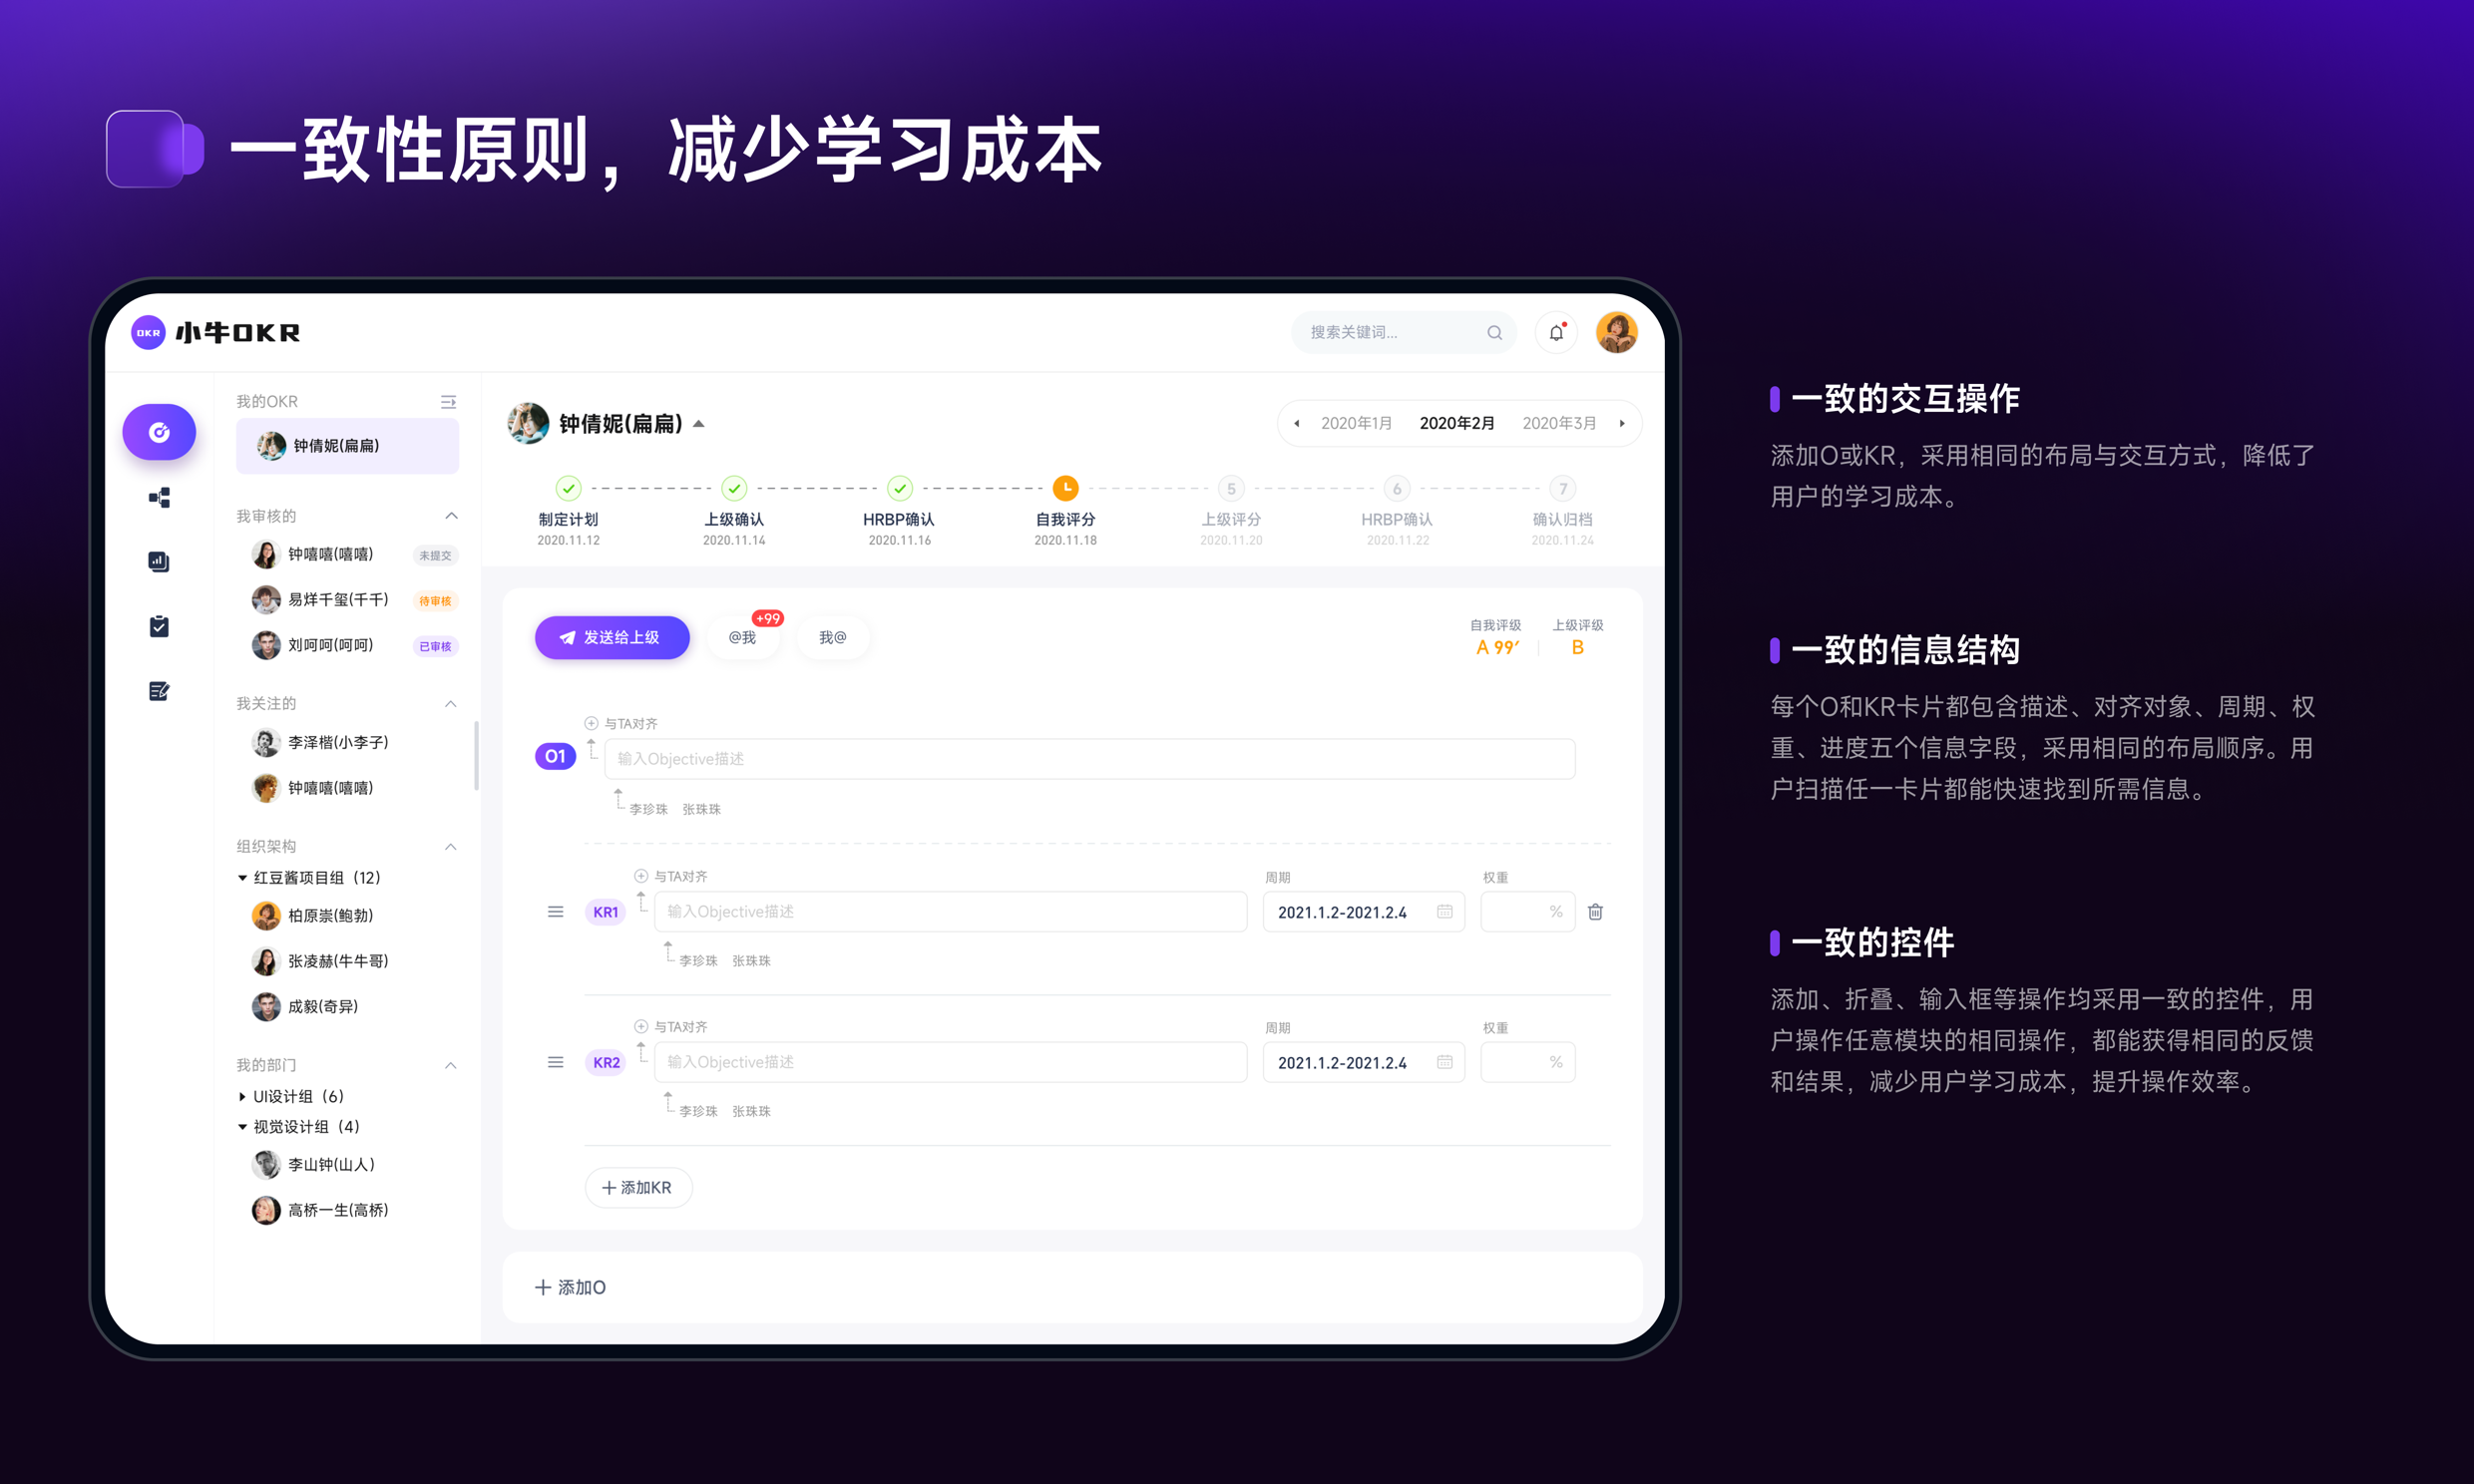 一致性原则，减少学习成本
OKR 小牛OKR
搜索关键词...
我的OKR
钟倩妮(扁扁)
我审核的
钟嘻嘻(嘻嘻) 未提交
易烊千玺(千千) 待审核
刘呵呵(呵呵) 已审核
我关注的
李泽楷(小李子)
钟嘻嘻(嘻嘻)
组织架构
红豆酱项目组（12）
柏原崇(鲍勃)
张凌赫(牛牛哥)
成毅(奇异)
我的部门
UI设计组（6）
视觉设计组（4）
李山钟(山人)
高桥一生(高桥)
钟倩妮(扁扁)
2020年1月 2020年2月 2020年3月
5 6 7
制定计划 上级确认 HRBP确认 自我评分 上级评分 HRBP确认 确认归档
2020.11.12 2020.11.14 2020.11.16 2020.11.18 2020.11.20 2020.11.22 2020.11.24
发送给上级 @我 +99 我@
自我评级 上级评级
A 99′ B
与TA对齐
O1 输入Objective描述
李珍珠 张珠珠
与TA对齐 周期 权重
KR1 输入Objective描述 2021.1.2-2021.2.4 %
李珍珠 张珠珠
与TA对齐 周期 权重
KR2 输入Objective描述 2021.1.2-2021.2.4 %
李珍珠 张珠珠
添加KR
添加O
一致的交互操作
添加O或KR，采用相同的布局与交互方式，降低了
用户的学习成本。
一致的信息结构
每个O和KR卡片都包含描述、对齐对象、周期、权
重、进度五个信息字段，采用相同的布局顺序。用
户扫描任一卡片都能快速找到所需信息。
一致的控件
添加、折叠、输入框等操作均采用一致的控件，用
户操作任意模块的相同操作，都能获得相同的反馈
和结果，减少用户学习成本，提升操作效率。